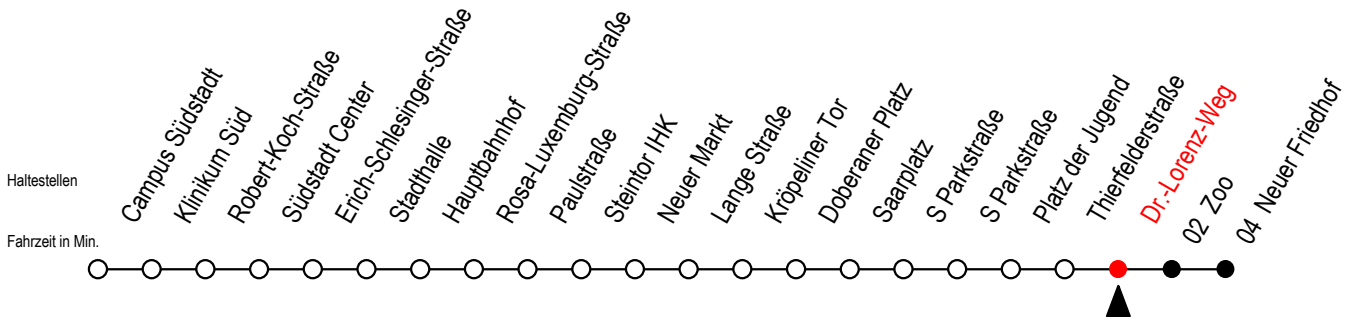 Haltestellen
Fahrzeit in Min.
Campus Südstadt
Klinikum Süd
Robert-Koch-Straße
Südstadt Center
Erich-Schlesinger-Straße
Stadthalle
Hauptbahnhof
Rosa-Luxemburg-Straße
Paulstraße
Steintor IHK
Neuer Markt
Lange Straße
Kröpeliner Tor
Doberaner Platz
Saarplatz
S Parkstraße
S Parkstraße
Platz der Jugend
Thierfelderstraße
Dr.-Lorenz-Weg
02 Zoo
04 Neuer Friedhof